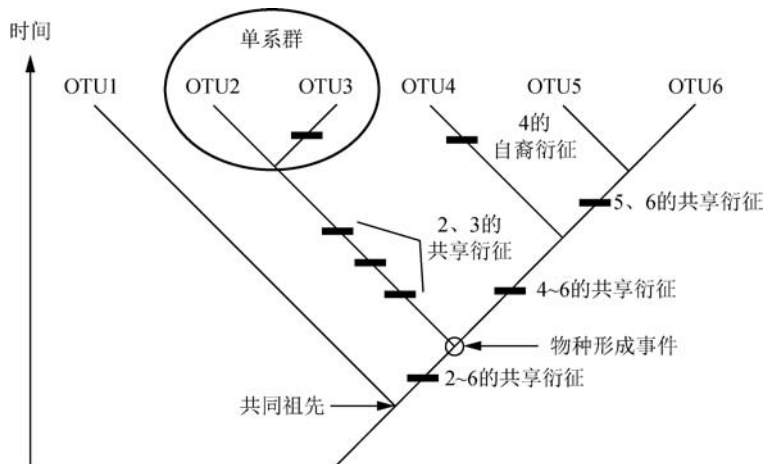 时间
单系群
OTU1
OTU2
OTU3
OTU4
OTU5
OTU6
4的
自裔衍征
5、6的共享衍征
2、3的
共享衍征
4~6的共享衍征
物种形成事件
2~6的共享衍征
共同祖先